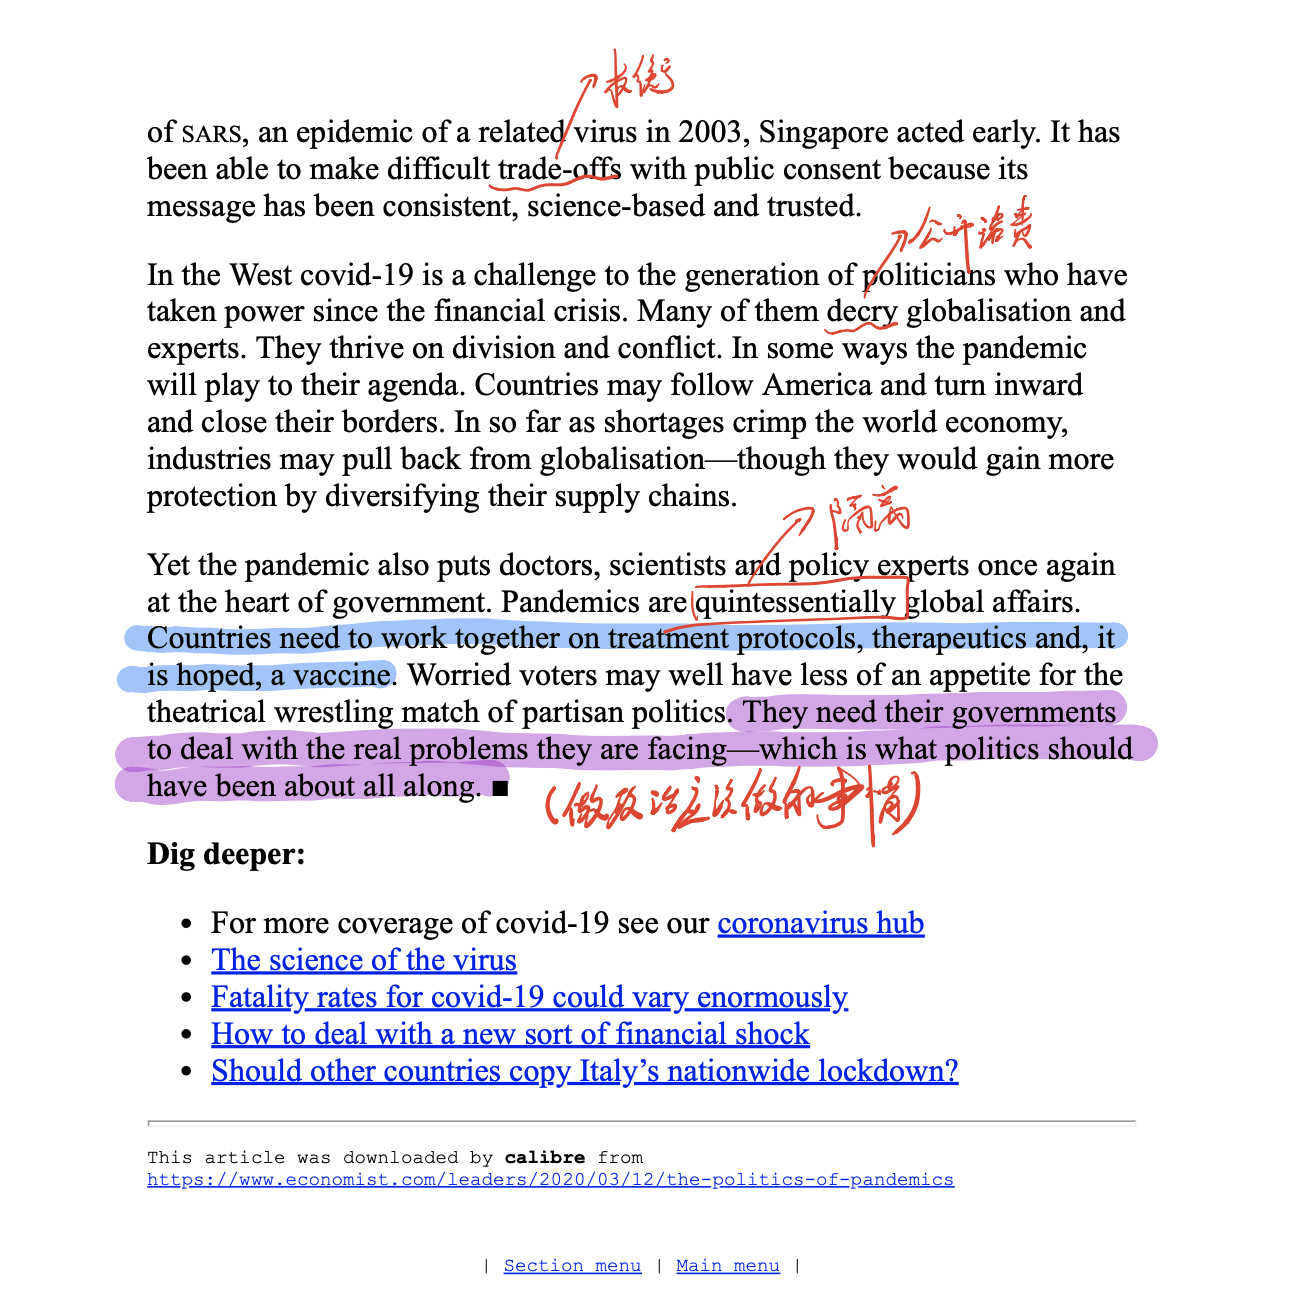 权衡
of SARS, an epidemic of a related virus in 2003, Singapore acted early. It has
been able to make difficult trade-offs with public consent because its
message has been consistent, science-based and trusted.
公开谴责
In the West covid-19 is a challenge to the generation of politicians who have
taken power since the financial crisis. Many of them decry globalisation and
experts. They thrive on division and conflict. In some ways the pandemic
will play to their agenda. Countries may follow America and turn inward
and close their borders. In so far as shortages crimp the world economy,
industries may pull back from globalisation—though they would gain more
protection by diversifying their supply chains.
隔离
Yet the pandemic also puts doctors, scientists and policy experts once again
at the heart of government. Pandemics are quintessentially global affairs.
Countries need to work together on treatment protocols, therapeutics and, it
is hoped, a vaccine. Worried voters may well have less of an appetite for the
theatrical wrestling match of partisan politics. They need their governments
to deal with the real problems they are facing—which is what politics should
have been about all along. ■
(做政治应该做的事情)
Dig deeper:
• For more coverage of covid-19 see our coronavirus hub
• The science of the virus
• Fatality rates for covid-19 could vary enormously
• How to deal with a new sort of financial shock
• Should other countries copy Italy’s nationwide lockdown?
This article was downloaded by calibre from
https://www.economist.com/leaders/2020/03/12/the-politics-of-pandemics
| Section menu | Main menu |